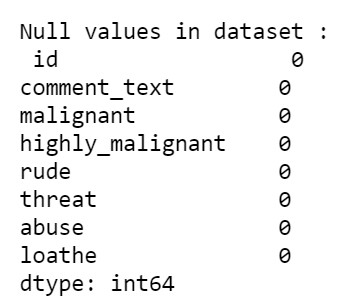 Null values in dataset :
 id                    0
comment_text        0
malignant           0
highly_malignant    0
rude                0
threat              0
abuse               0
loathe              0
dtype: int64